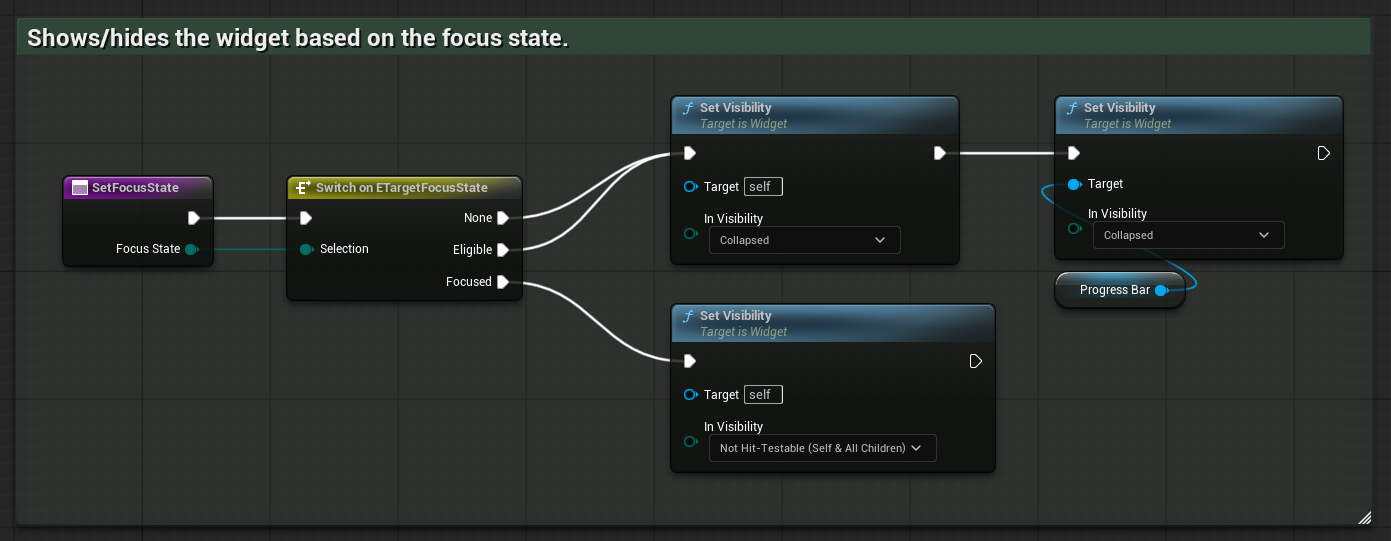 Shows/hides the widget based on the focus state.
SetFocusState
Focus State
Switch on ETargetFocusState
Selection
None
Eligible
Focused
f Set Visibility
Target is Widget
Target self
In Visibility
Collapsed
f Set Visibility
Target is Widget
Target
In Visibility
Collapsed
Progress Bar
f Set Visibility
Target is Widget
Target self
In Visibility
Not Hit-Testable (Self & All Children)